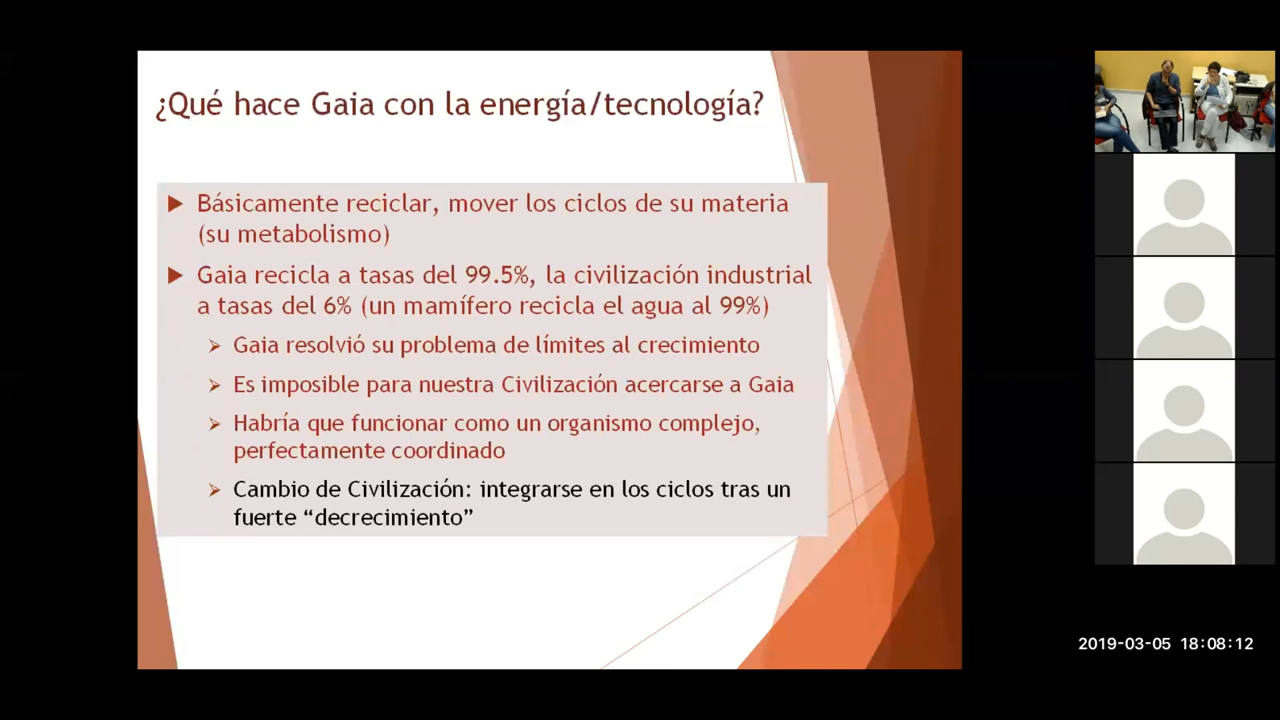 ¿Qué hace Gaia con la energía/tecnología?
Básicamente reciclar, mover los ciclos de su materia
(su metabolismo)
Gaia recicla a tasas del 99.5%, la civilización industrial
a tasas del 6% (un mamífero recicla el agua al 99%)
Gaia resolvió su problema de límites al crecimiento
Es imposible para nuestra Civilización acercarse a Gaia
Habría que funcionar como un organismo complejo,
perfectamente coordinado
Cambio de Civilización: integrarse en los ciclos tras un
fuerte “decrecimiento”
2019-03-05 18:08:12